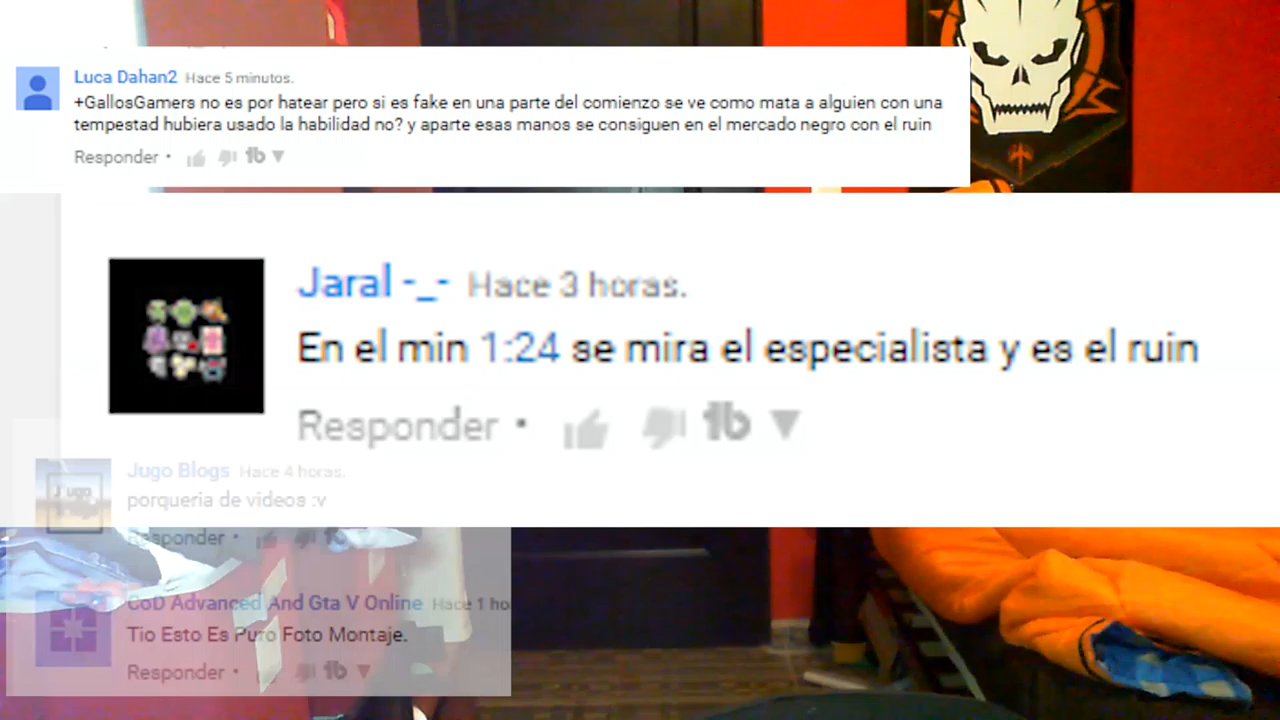 Luca Dahan2 Hace 5 minutos.
+GallosGamers no es por hatear pero si es fake en una parte del comienzo se ve como mata a alguien con una
tempestad hubiera usado la habilidad no? y aparte esas manos se consiguen en el mercado negro con el ruin
Responder •
Jaral -_- Hace 3 horas.
En el min 1:24 se mira el especialista y es el ruin
Responder •
Jugo Blogs Hace 4 horas.
porqueria de videos :v
Responder •
CoD Advanced And Gta V Online Hace 1 ho
Tio Esto Es Puro Foto Montaje.
Responder •